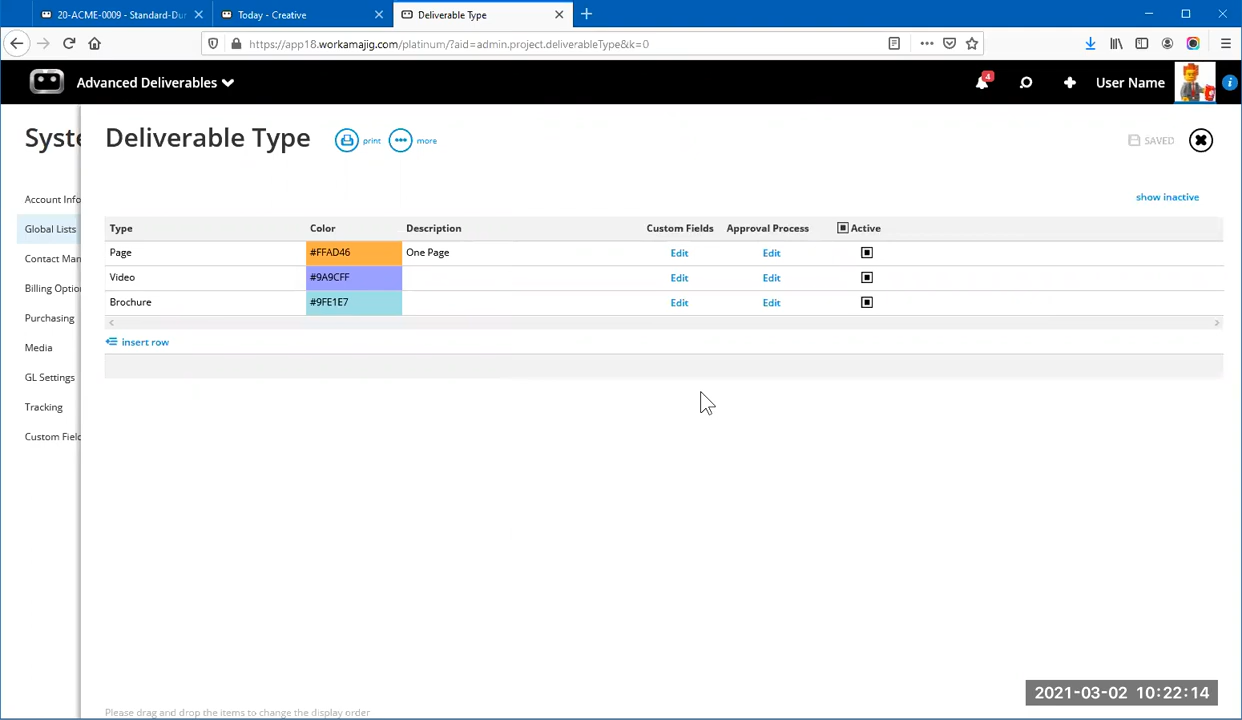 20-ACME-0009 - Standard-Du
Today - Creative
Deliverable Type
https://app18.workamajig.com/platinum/?aid=admin.project.deliverableType&k=0
Advanced Deliverables
4
User Name
Syste
Deliverable Type
print
more
SAVED
show inactive
Account Info
Global Lists
Contact Man
Billing Optio
Purchasing
Media
GL Settings
Tracking
Custom Field
Type Color Description Custom Fields Approval Process Active
Page #FFAD46 One Page Edit Edit
Video #9A9CFF Edit Edit
Brochure #9FE1E7 Edit Edit
insert row
Please drag and drop the items to change the display order
2021-03-02 10:22:14